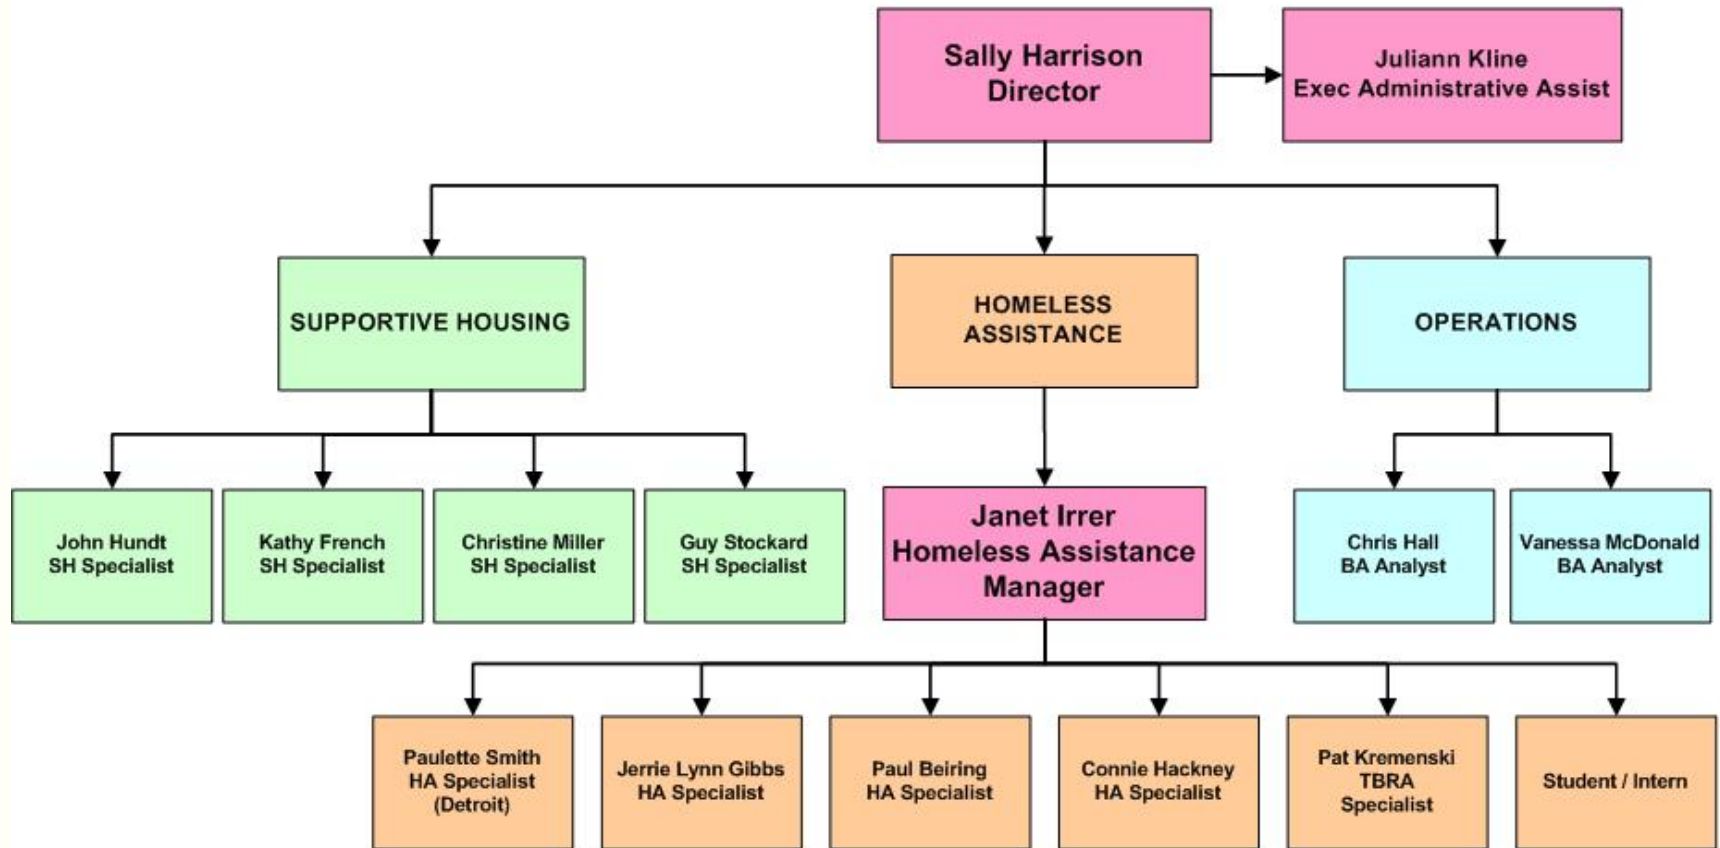 Sally Harrison
Director
Juliann Kline
Exec Administrative Assist
SUPPORTIVE HOUSING
HOMELESS
ASSISTANCE
OPERATIONS
John Hundt
SH Specialist
Kathy French
SH Specialist
Christine Miller
SH Specialist
Guy Stockard
SH Specialist
Janet Irrer
Homeless Assistance
Manager
Chris Hall
BA Analyst
Vanessa McDonald
BA Analyst
Paulette Smith
HA Specialist
(Detroit)
Jerrie Lynn Gibbs
HA Specialist
Paul Beiring
HA Specialist
Connie Hackney
HA Specialist
Pat Kremenski
TBRA
Specialist
Student / Intern